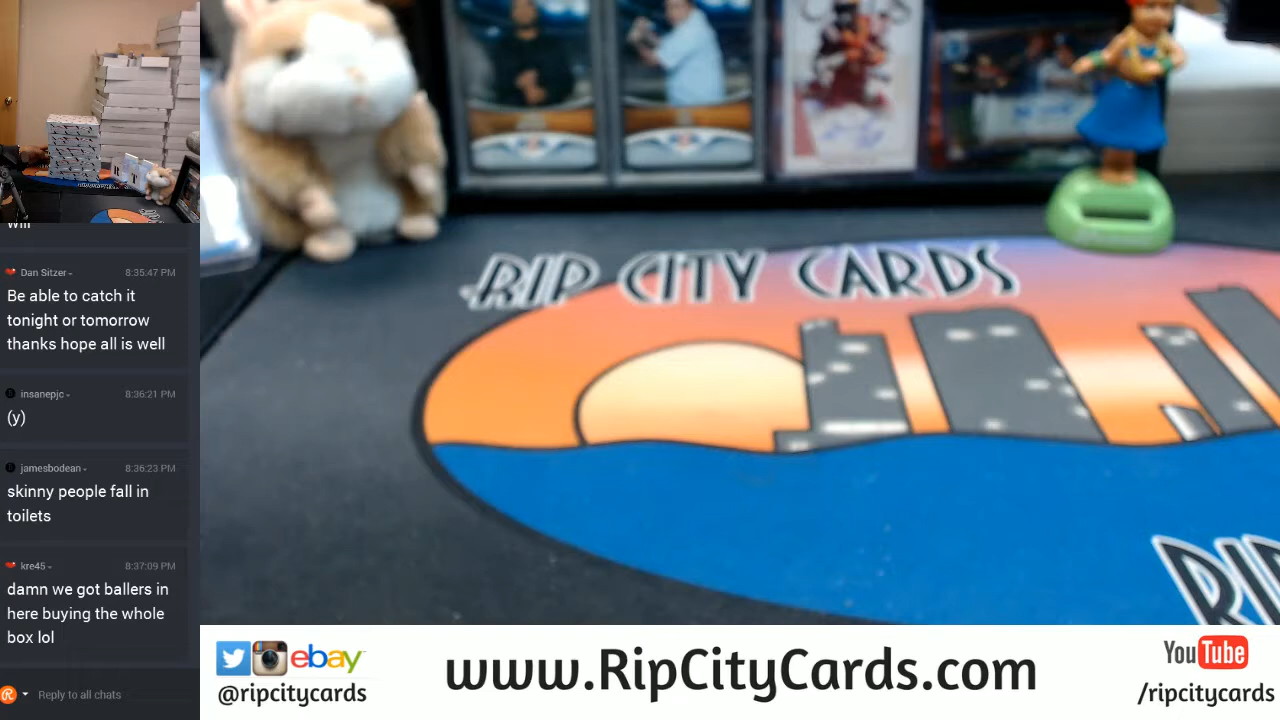 Will
Dan Sitzer 8:35:47 PM
Be able to catch it
tonight or tomorrow
thanks hope all is well
insanepjc 8:36:21 PM
(y)
jamesbodean 8:36:23 PM
skinny people fall in
toilets
kre45 8:37:09 PM
damn we got ballers in
here buying the whole
box lol
Reply to all chats
RIP CITY CARDS
ebay
@ripcitycards
www.RipCityCards.com
YouTube
/ripcitycards